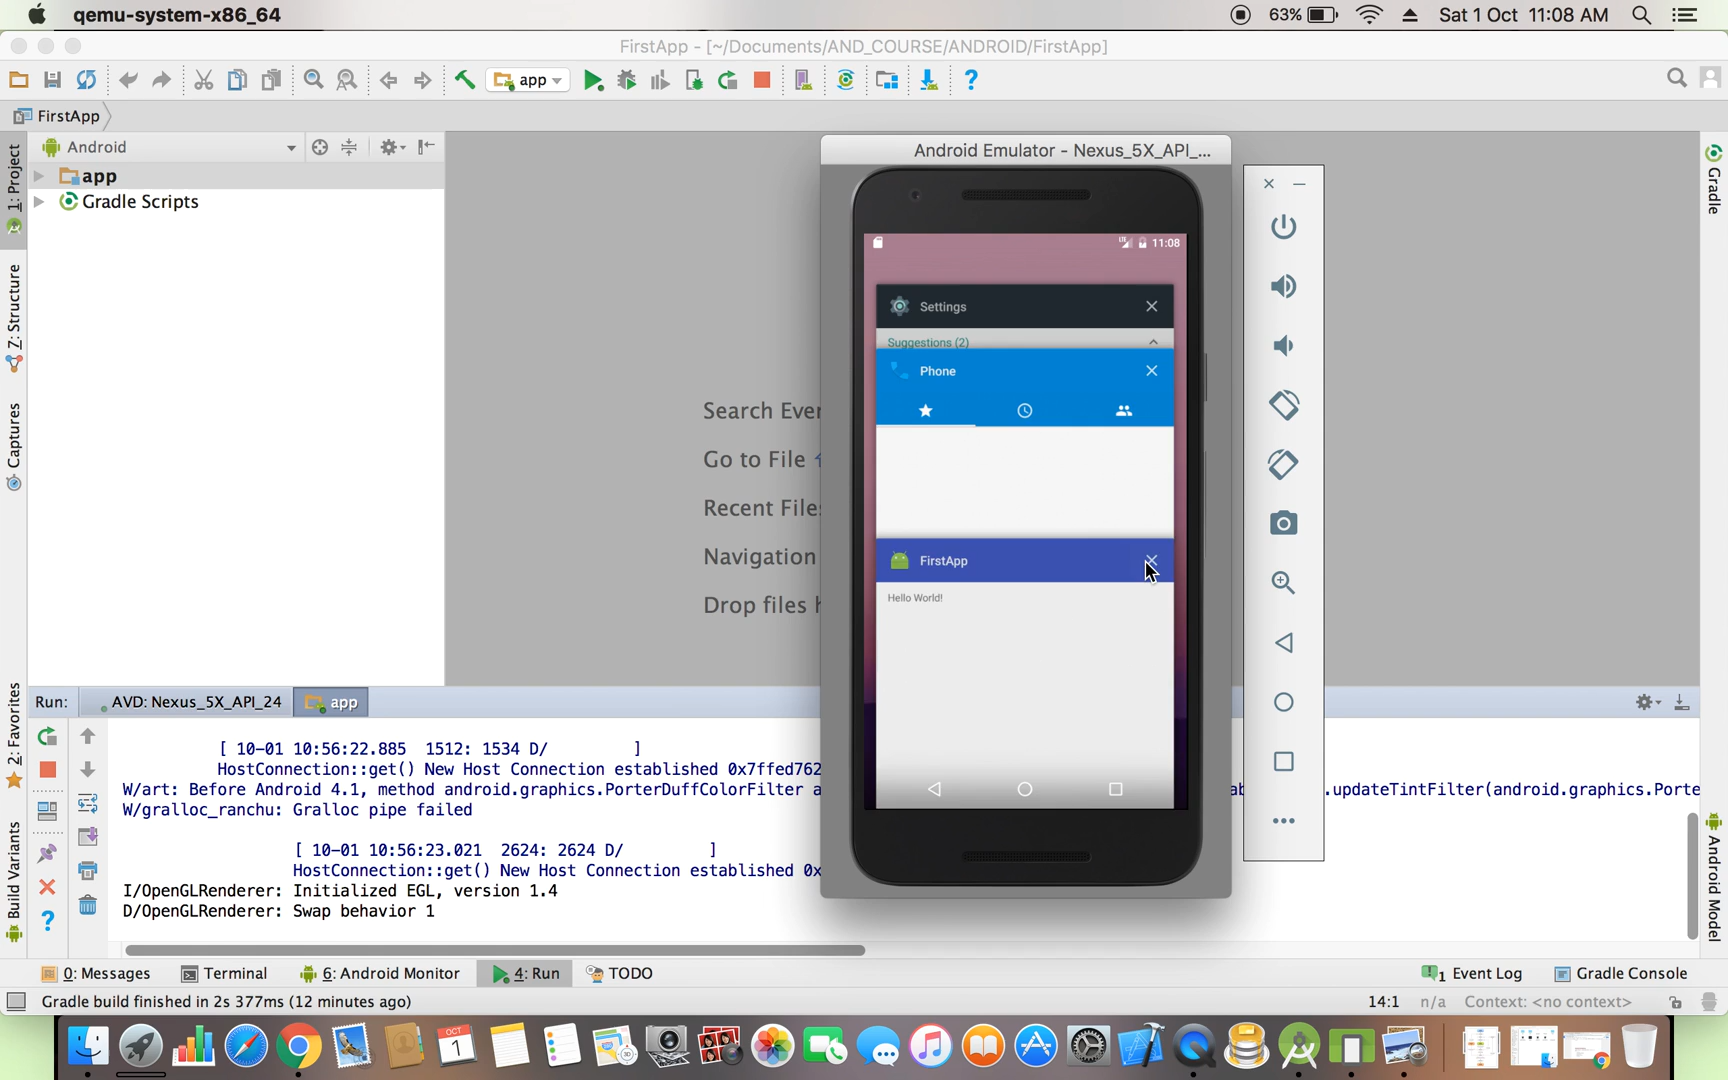 qemu-system-x86_64
63%
Sat 1 Oct 11:08 AM
FirstApp - [~/Documents/AND_COURSE/ANDROID/FirstApp]
app
FirstApp
Android
app
Gradle Scripts
1: Project
Z: Structure
Captures
2: Favorites
Build Variants
Gradle
Android Model
Search Ever
Go to File
Recent File
Navigation
Drop files h
Android Emulator - Nexus_5X_API_...
LTE 11:08
Settings
Suggestions (2)
Phone
FirstApp
Hello World!
Run: AVD: Nexus_5X_API_24 app
[ 10-01 10:56:22.885 1512: 1534 D/ ]
HostConnection::get() New Host Connection established 0x7ffed762
W/art: Before Android 4.1, method android.graphics.PorterDuffColorFilter a ab .updateTintFilter(android.graphics.Porte
W/gralloc_ranchu: Gralloc pipe failed
[ 10-01 10:56:23.021 2624: 2624 D/ ]
HostConnection::get() New Host Connection established 0x
I/OpenGLRenderer: Initialized EGL, version 1.4
D/OpenGLRenderer: Swap behavior 1
0: Messages Terminal 6: Android Monitor 4: Run TODO 1 Event Log Gradle Console
Gradle build finished in 2s 377ms (12 minutes ago) 14:1 n/a Context: <no context>
OCT
1
3D